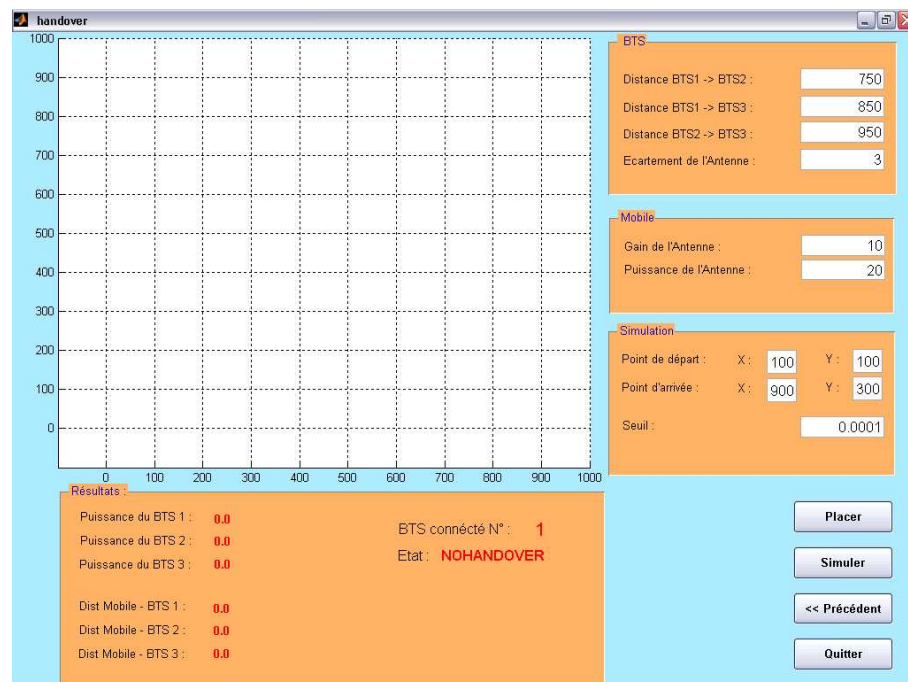 handover
1000
900
800
700
600
500
400
300
200
100
0
0 100 200 300 400 500 600 700 800 900 1000
BTS
Distance BTS1 -> BTS2 : 750
Distance BTS1 -> BTS3 : 850
Distance BTS2 -> BTS3 : 950
Ecartement de l'Antenne : 3
Mobile
Gain de l'Antenne : 10
Puissance de l'Antenne : 20
Simulation
Point de départ : X : 100 Y : 100
Point d'arrivée : X : 900 Y : 300
Seuil : 0.0001
Résultats :
Puissance du BTS 1 : 0.0
Puissance du BTS 2 : 0.0
Puissance du BTS 3 : 0.0
Dist Mobile - BTS 1 : 0.0
Dist Mobile - BTS 2 : 0.0
Dist Mobile - BTS 3 : 0.0
BTS connécté N° : 1
Etat : NOHANDOVER
Placer
Simuler
<< Précédent
Quitter